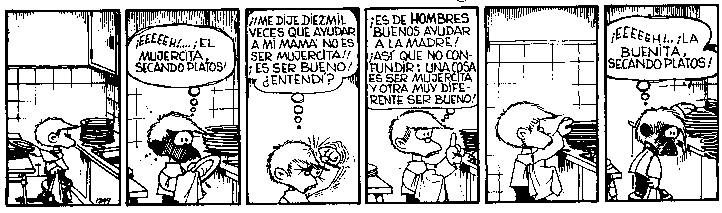 ¡EEEEEH!... ¡EL
MUJERCITA,
SECANDO PLATOS!
¡¡ME DIJE DIEZMIL
VECES QUE AYUDAR
A MI MAMÁ NO ES
SER MUJERCITA!!
¡ES SER BUENO!
¿ENTENDÍ?
¡ES DE HOMBRES
BUENOS AYUDAR
A LA MADRE!
¡ASÍ QUE NO CON-
FUNDIR: UNA COSA
ES SER MUJERCITA
Y OTRA MUY DIFE-
RENTE SER BUENO!
¡EEEEEH!... ¡LA
BUENITA,
SECANDO PLATOS!